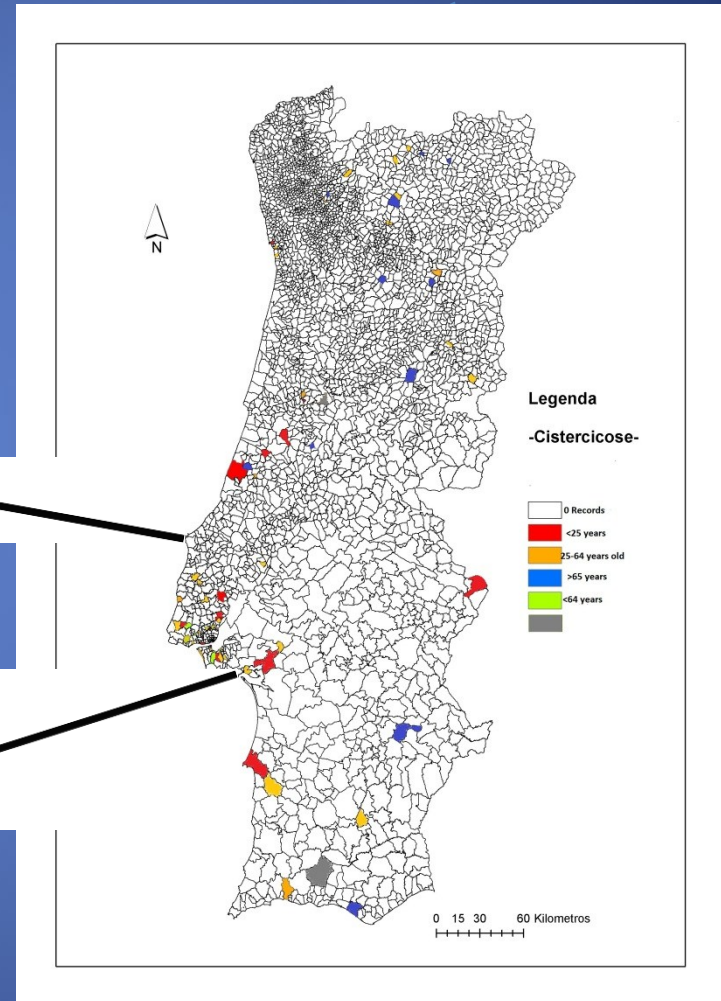 N
Legenda
-Cistercicose-
0 Records
<25 years
25-64 years old
>65 years
<64 years
0 15 30 60 Kilometros